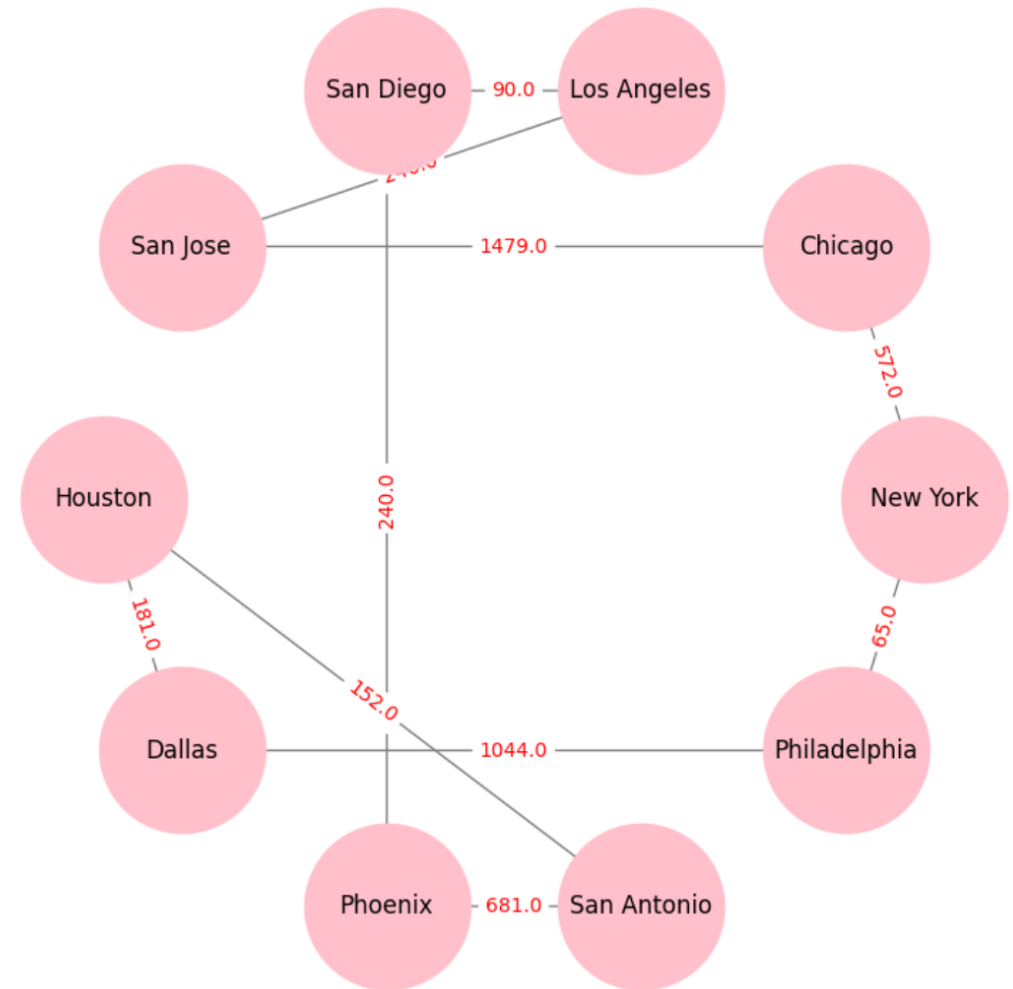 San Diego
90.0
Los Angeles
San Jose
1479.0
Chicago
572.0
Houston
240.0
New York
181.0
65.0
152.0
Dallas
1044.0
Philadelphia
Phoenix
681.0
San Antonio